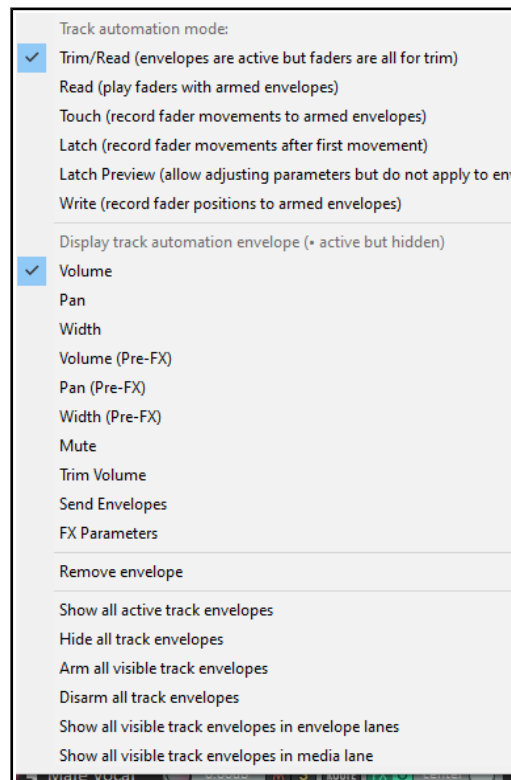 Track automation mode:
Trim/Read (envelopes are active but faders are all for trim)
Read (play faders with armed envelopes)
Touch (record fader movements to armed envelopes)
Latch (record fader movements after first movement)
Latch Preview (allow adjusting parameters but do not apply to
Write (record fader positions to armed envelopes)
Display track automation envelope (• active but hidden)
Volume
Pan
Width
Volume (Pre-FX)
Pan (Pre-FX)
Width (Pre-FX)
Mute
Trim Volume
Send Envelopes
FX Parameters
Remove envelope
Show all active track envelopes
Hide all track envelopes
Arm all visible track envelopes
Disarm all track envelopes
Show all visible track envelopes in envelope lanes
Show all visible track envelopes in media lane
Male Vocal